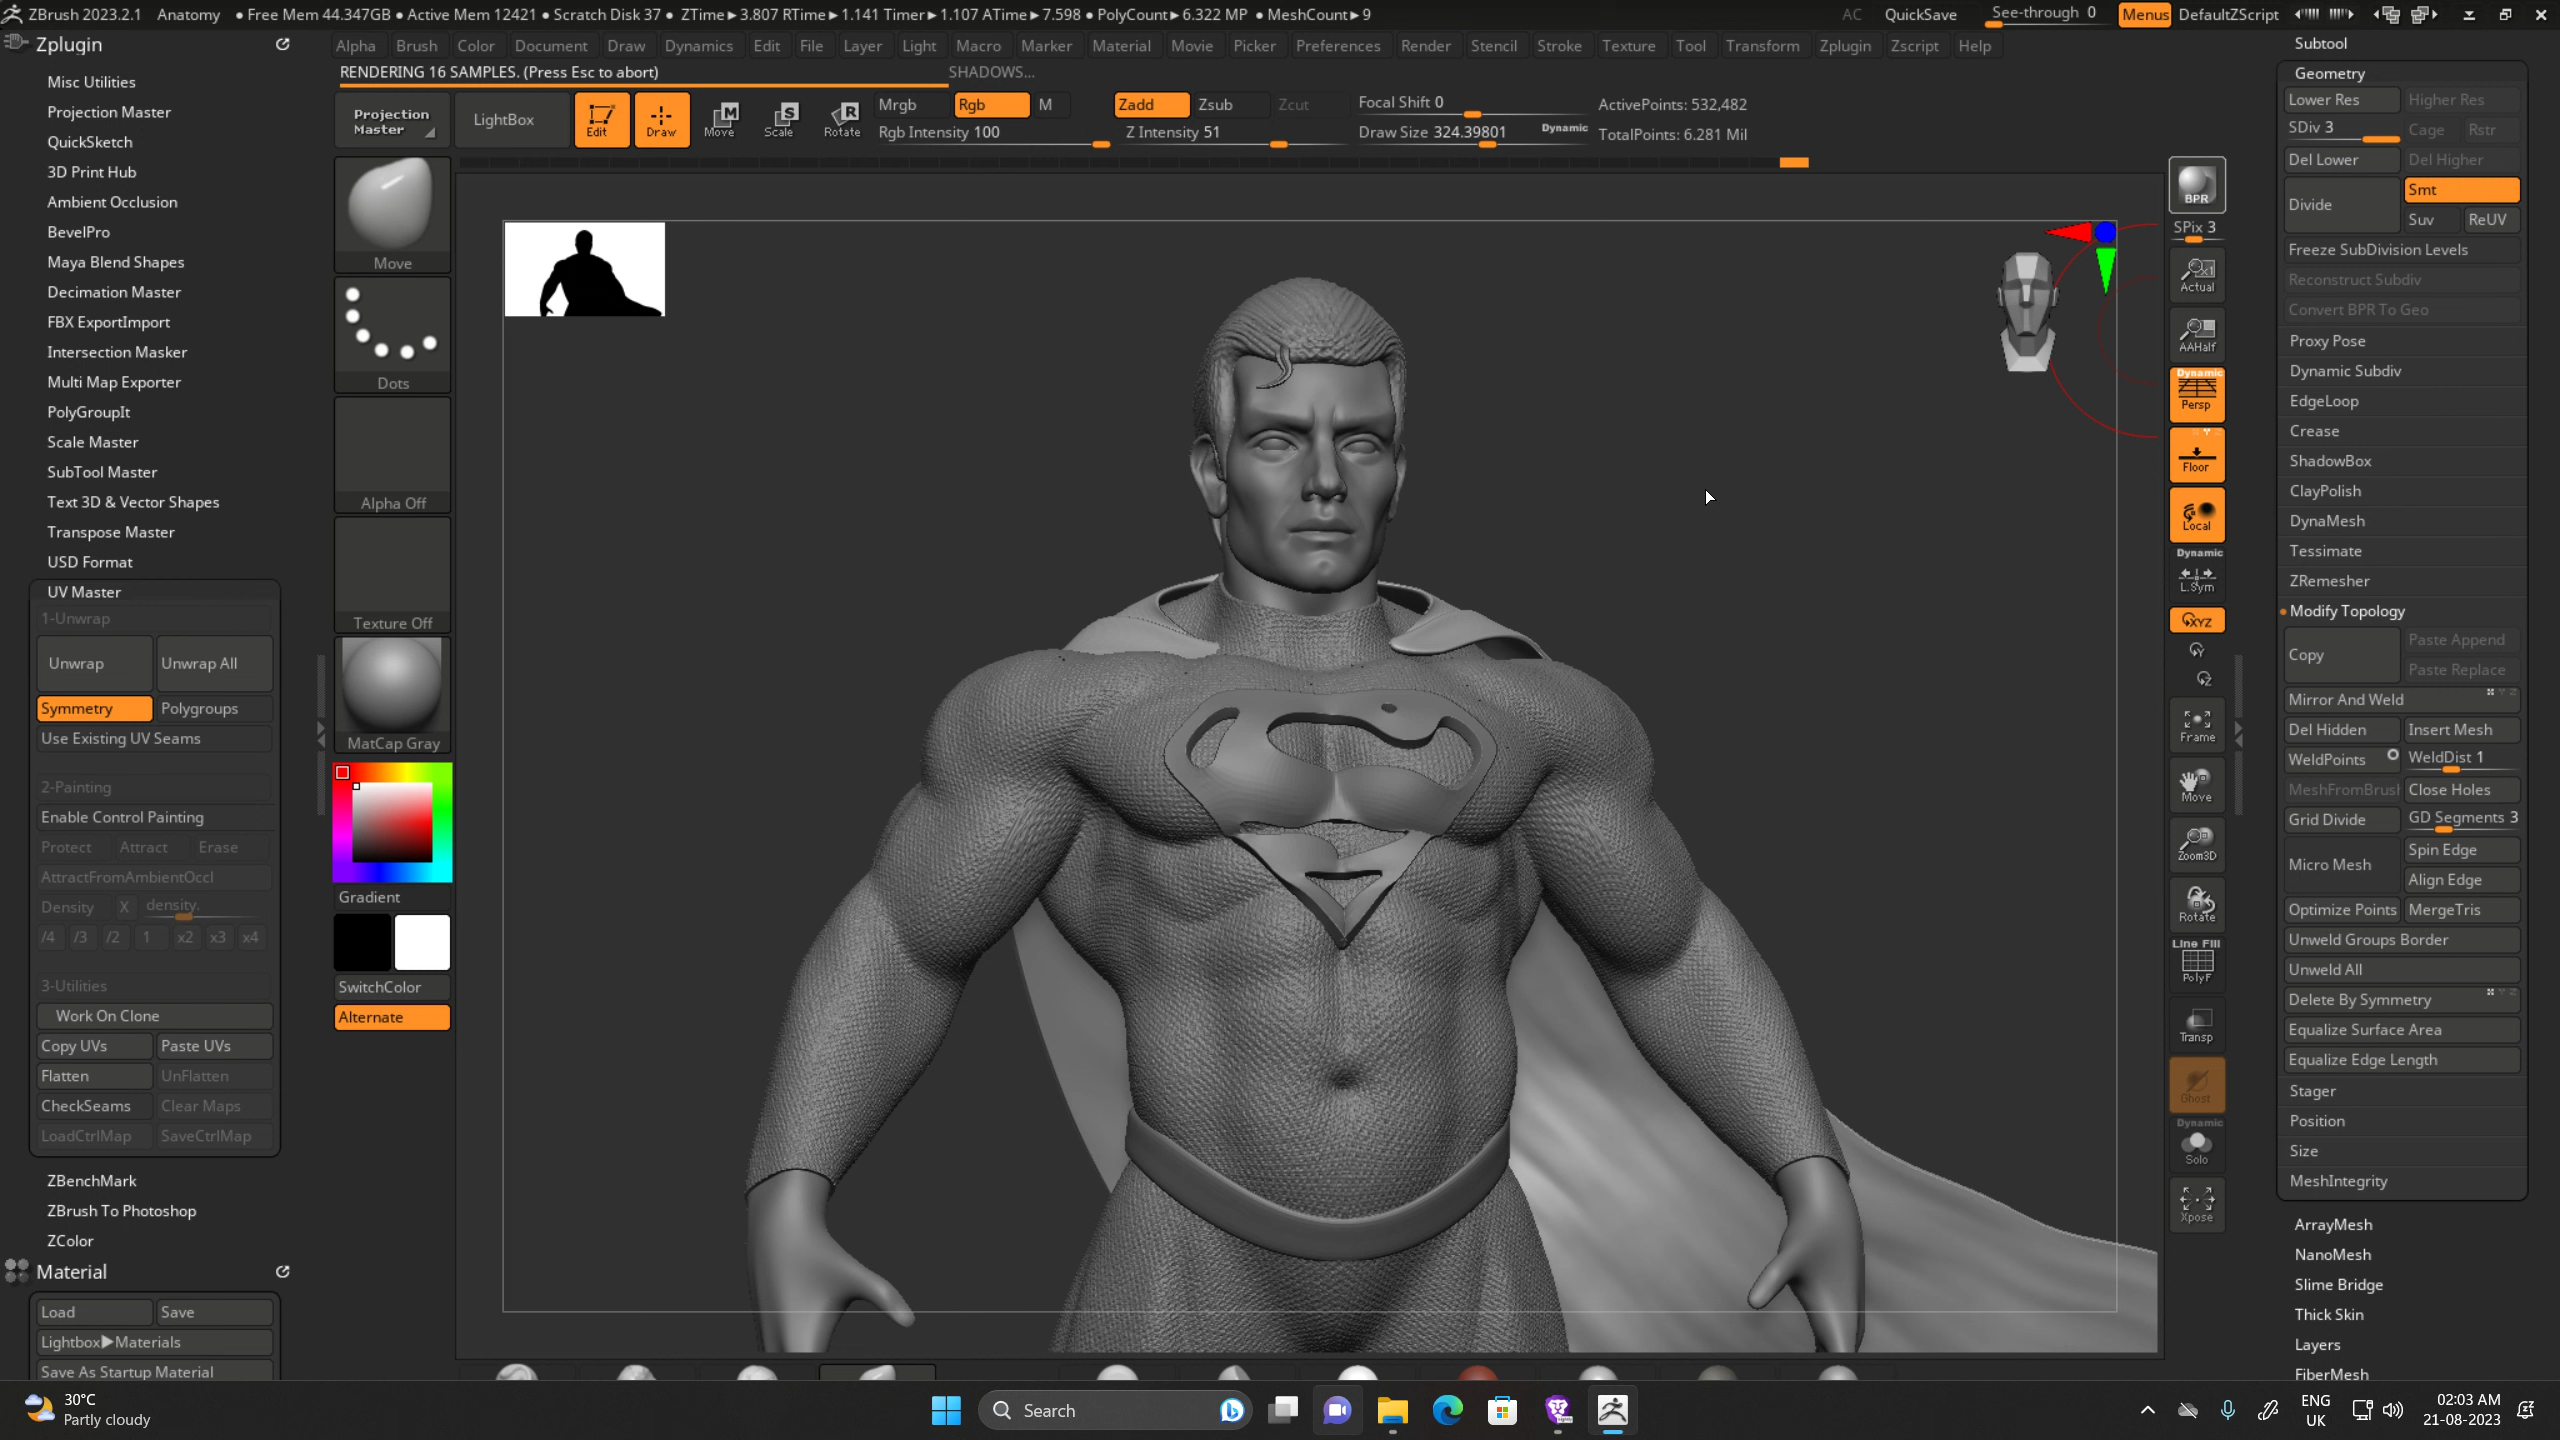 ZBrush 2023.2.1 Anatomy ● Free Mem 44.347GB ● Active Mem 12421 ● Scratch Disk 37 ● ZTime►3.807 RTime►1.141 Timer►1.107 ATime►7.598 ● PolyCount►6.322 MP ● MeshCount►9 AC QuickSave See-through 0 Menus DefaultZScript
Zplugin
Alpha Brush Color Document Draw Dynamics Edit File Layer Light Macro Marker Material Movie Picker Preferences Render Stencil Stroke Texture Tool Transform Zplugin Zscript Help
RENDERING 16 SAMPLES. (Press Esc to abort) SHADOWS...
Projection Master
LightBox
Edit
Draw
Move
Scale
Rotate
Mrgb Rgb M
Rgb Intensity 100
Zadd Zsub Zcut
Z Intensity 51
Focal Shift 0
Draw Size 324.39801 Dynamic
ActivePoints: 532,482
TotalPoints: 6.281 Mil
Misc Utilities
Projection Master
QuickSketch
3D Print Hub
Ambient Occlusion
BevelPro
Maya Blend Shapes
Decimation Master
FBX ExportImport
Intersection Masker
Multi Map Exporter
PolyGroupIt
Scale Master
SubTool Master
Text 3D & Vector Shapes
Transpose Master
USD Format
UV Master
1-Unwrap
Unwrap Unwrap All
Symmetry Polygroups
Use Existing UV Seams
2-Painting
Enable Control Painting
Protect Attract Erase
AttractFromAmbientOccl
Density X density.
/4 /3 /2 1 x2 x3 x4
3-Utilities
Work On Clone
Copy UVs Paste UVs
Flatten UnFlatten
CheckSeams Clear Maps
LoadCtrlMap SaveCtrlMap
ZBenchMark
ZBrush To Photoshop
ZColor
Material
Load Save
Lightbox►Materials
Save As Startup Material
Move
Dots
Alpha Off
Texture Off
MatCap Gray
Gradient
SwitchColor
Alternate
BPR
SPix 3
Actual
AAHalf
Dynamic
Persp
Floor
Local
Dynamic
L.Sym
XYZ
Y
Z
Frame
Move
Zoom3D
Rotate
Line Fill
PolyF
Transp
Ghost
Dynamic
Solo
Xpose
Subtool
Geometry
Lower Res Higher Res
SDiv 3 Cage Rstr
Del Lower Del Higher
Divide Smt
Suv ReUV
Freeze SubDivision Levels
Reconstruct Subdiv
Convert BPR To Geo
Proxy Pose
Dynamic Subdiv
EdgeLoop
Crease
ShadowBox
ClayPolish
DynaMesh
Tessimate
ZRemesher
Modify Topology
Copy Paste Append
Paste Replace
Mirror And Weld
Del Hidden Insert Mesh
WeldPoints WeldDist 1
MeshFromBrush Close Holes
Grid Divide GD Segments 3
Micro Mesh Spin Edge
Align Edge
Optimize Points MergeTris
Unweld Groups Border
Unweld All
Delete By Symmetry
Equalize Surface Area
Equalize Edge Length
Stager
Position
Size
MeshIntegrity
ArrayMesh
NanoMesh
Slime Bridge
Thick Skin
Layers
FiberMesh
30°C
Partly cloudy
Search
ENG
UK
02:03 AM
21-08-2023